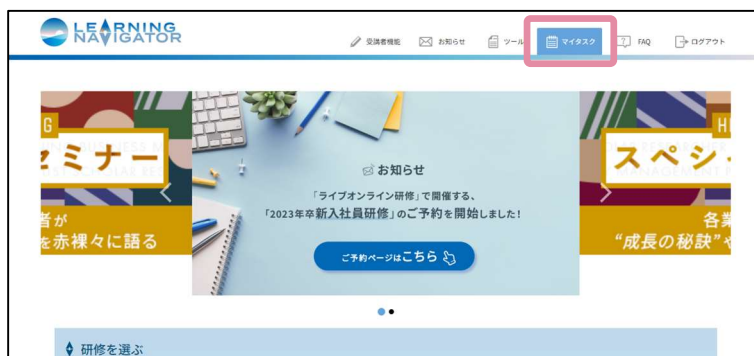 LEARNING
NAVIGATOR
受講者機能
お知らせ
ツール
マイタスク
FAQ
ログアウト
セミナー
者が
を赤裸々に語る
お知らせ
「ライブオンライン研修」で開催する、
「2023年卒新入社員研修」のご予約を開始しました!
ご予約ページはこちら
スペシ
各業
“成長の秘訣”や
研修を選ぶ